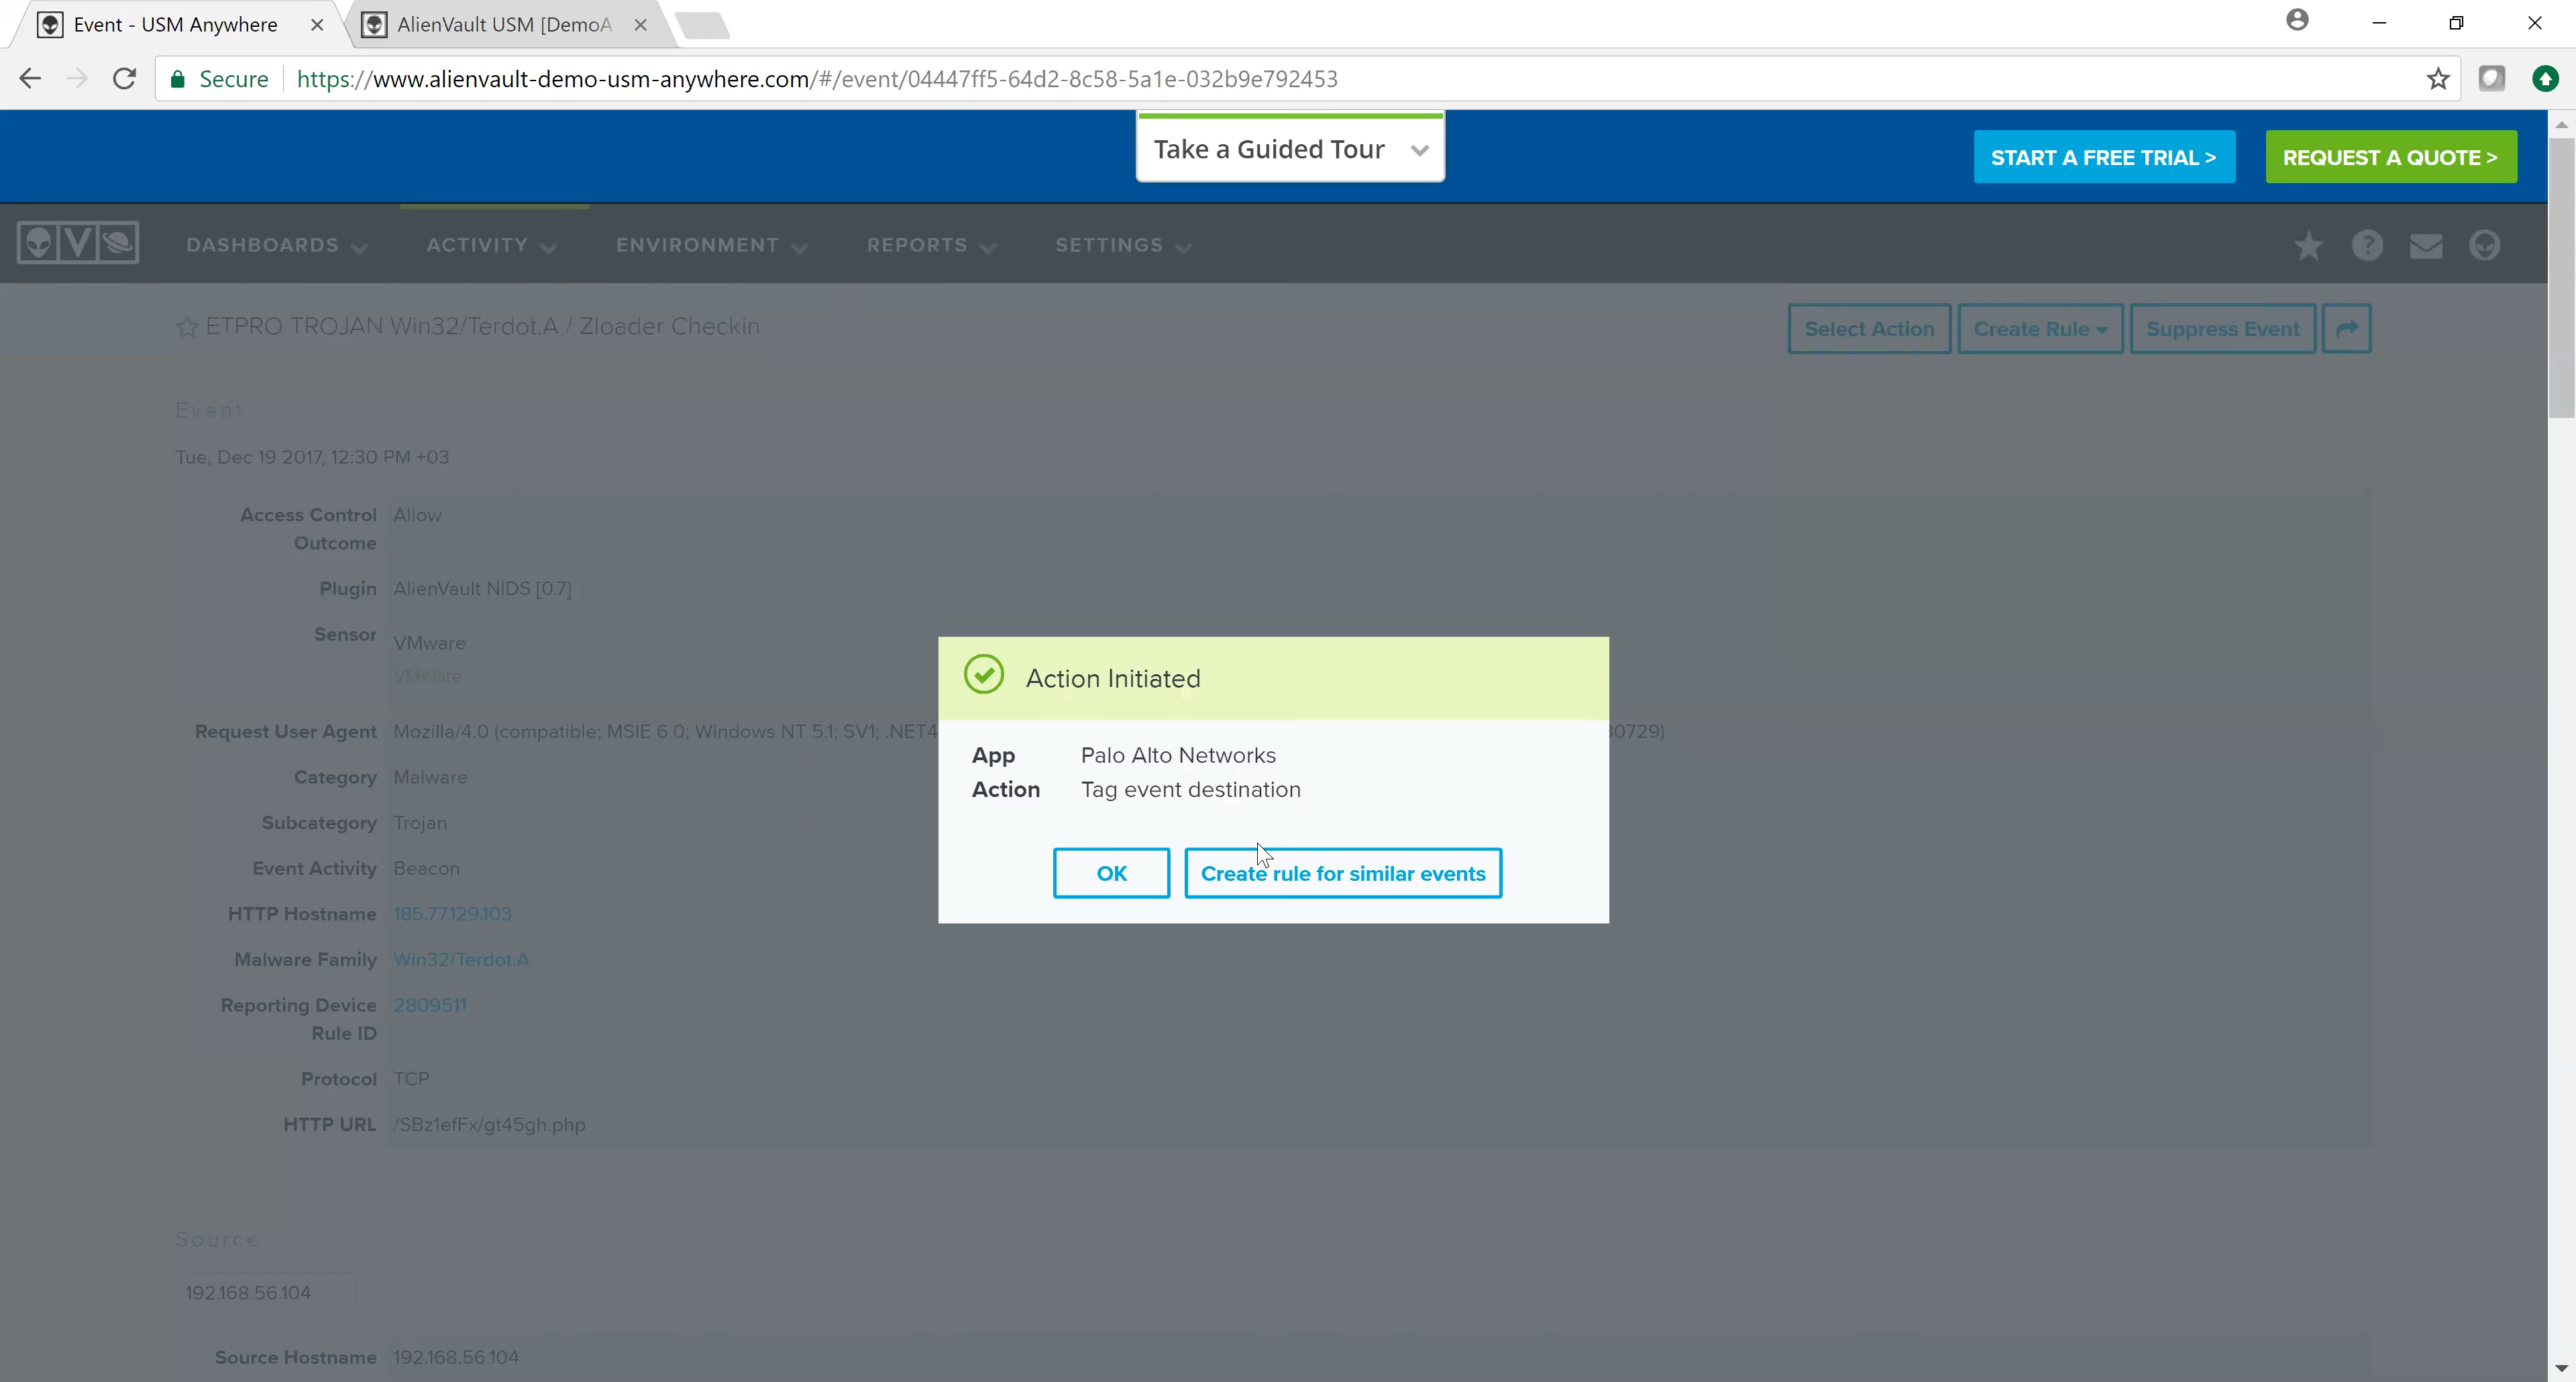 Event - USM Anywhere
AlienVault USM [DemoA
Secure https://www.alienvault-demo-usm-anywhere.com/#/event/04447ff5-64d2-8c58-5a1e-032b9e792453
Take a Guided Tour
START A FREE TRIAL >
REQUEST A QUOTE >
DASHBOARDS ACTIVITY ENVIRONMENT REPORTS SETTINGS
ETPRO TROJAN Win32/Terdot.A / Zloader Checkin
Select Action
Create Rule
Suppress Event
Event
Tue, Dec 19 2017, 12:30 PM +03
Access Control Outcome Allow
Plugin AlienVault NIDS [0.7]
Sensor VMware
VMWare
Request User Agent Mozilla/4.0 (compatible; MSIE 6.0; Windows NT 5.1; SV1; .NET4 30729)
Category Malware
Subcategory Trojan
Event Activity Beacon
HTTP Hostname 185.77.129.103
Malware Family Win32/Terdot.A
Reporting Device Rule ID 2809511
Protocol TCP
HTTP URL /SBz1efFx/gt45gh.php
Source
192.168.56.104
Source Hostname 192.168.56.104
Action Initiated
App Palo Alto Networks
Action Tag event destination
OK
Create rule for similar events